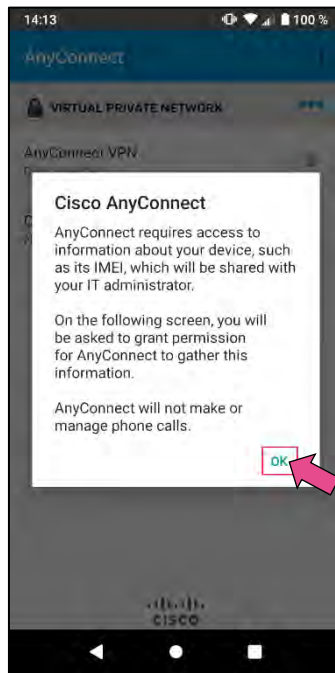 14:13 100 %
AnyConnect
VIRTUAL PRIVATE NETWORK
AnyConnect VPN
Cisco AnyConnect
AnyConnect requires access to
information about your device, such
as its IMEI, which will be shared with
your IT administrator.
On the following screen, you will
be asked to grant permission
for AnyConnect to gather this
information.
AnyConnect will not make or
manage phone calls.
OK
CISCO